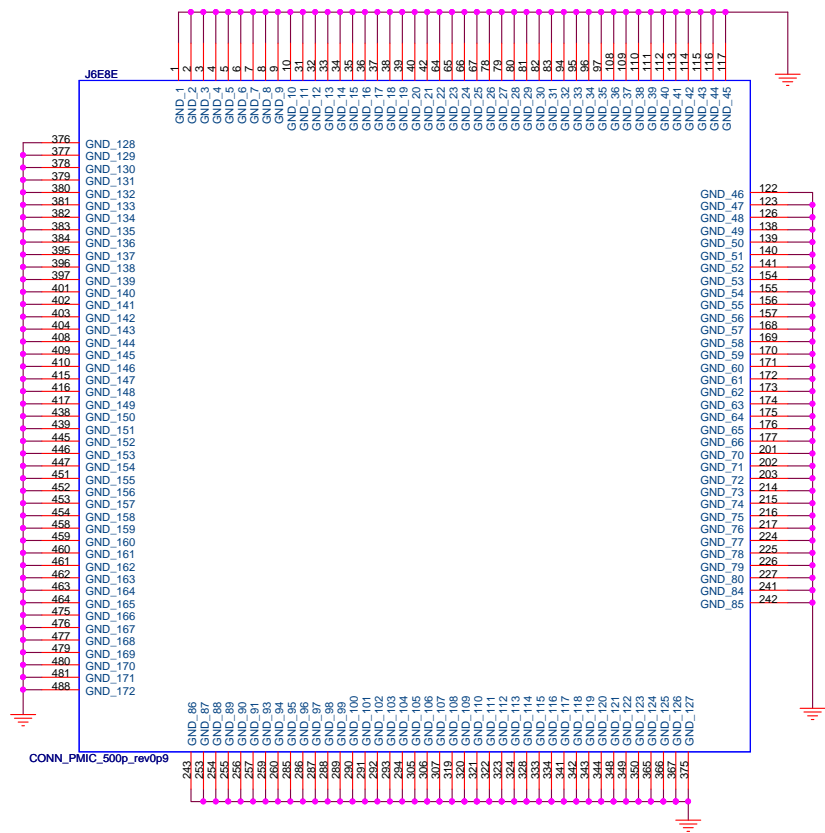 J6E8E
1 2 3 4 5 6 7 8 9 10 31 32 33 34 35 36 37 38 39 40 42 64 65 66 67 78 79 80 81 82 83 94 95 96 97 108 109 110 111 112 113 114 115 116 117
GND_1 GND_2 GND_3 GND_4 GND_5 GND_6 GND_7 GND_8 GND_9 GND_10 GND_11 GND_12 GND_13 GND_14 GND_15 GND_16 GND_17 GND_18 GND_19 GND_20 GND_21 GND_22 GND_23 GND_24 GND_25 GND_26 GND_27 GND_28 GND_29 GND_30 GND_31 GND_32 GND_33 GND_34 GND_35 GND_36 GND_37 GND_38 GND_39 GND_40 GND_41 GND_42 GND_43 GND_44 GND_45
376 GND_128
377 GND_129
378 GND_130
379 GND_131
380 GND_132
381 GND_133
382 GND_134
383 GND_135
384 GND_136
395 GND_137
396 GND_138
397 GND_139
401 GND_140
402 GND_141
403 GND_142
404 GND_143
408 GND_144
409 GND_145
410 GND_146
415 GND_147
416 GND_148
417 GND_149
438 GND_150
439 GND_151
445 GND_152
446 GND_153
447 GND_154
451 GND_155
452 GND_156
453 GND_157
454 GND_158
458 GND_159
459 GND_160
460 GND_161
461 GND_162
462 GND_163
463 GND_164
464 GND_165
475 GND_166
476 GND_167
477 GND_168
479 GND_169
480 GND_170
481 GND_171
488 GND_172
GND_46 122
GND_47 123
GND_48 126
GND_49 138
GND_50 139
GND_51 140
GND_52 141
GND_53 154
GND_54 155
GND_55 156
GND_56 157
GND_57 168
GND_58 169
GND_59 170
GND_60 171
GND_61 172
GND_62 173
GND_63 174
GND_64 175
GND_65 176
GND_66 177
GND_70 201
GND_71 202
GND_72 203
GND_73 214
GND_74 215
GND_75 216
GND_76 217
GND_77 224
GND_78 225
GND_79 226
GND_80 227
GND_84 241
GND_85 242
GND_86 GND_87 GND_88 GND_89 GND_90 GND_91 GND_93 GND_94 GND_95 GND_96 GND_97 GND_98 GND_99 GND_100 GND_101 GND_102 GND_103 GND_104 GND_105 GND_106 GND_107 GND_108 GND_109 GND_110 GND_111 GND_112 GND_113 GND_114 GND_115 GND_116 GND_117 GND_118 GND_119 GND_120 GND_121 GND_122 GND_123 GND_124 GND_125 GND_126 GND_127
CONN_PMIC_500p_rev0p9
243 253 254 255 256 257 259 260 285 286 287 288 289 290 291 292 293 294 305 306 307 319 320 321 322 323 324 328 333 334 341 342 343 344 348 349 350 365 366 367 375